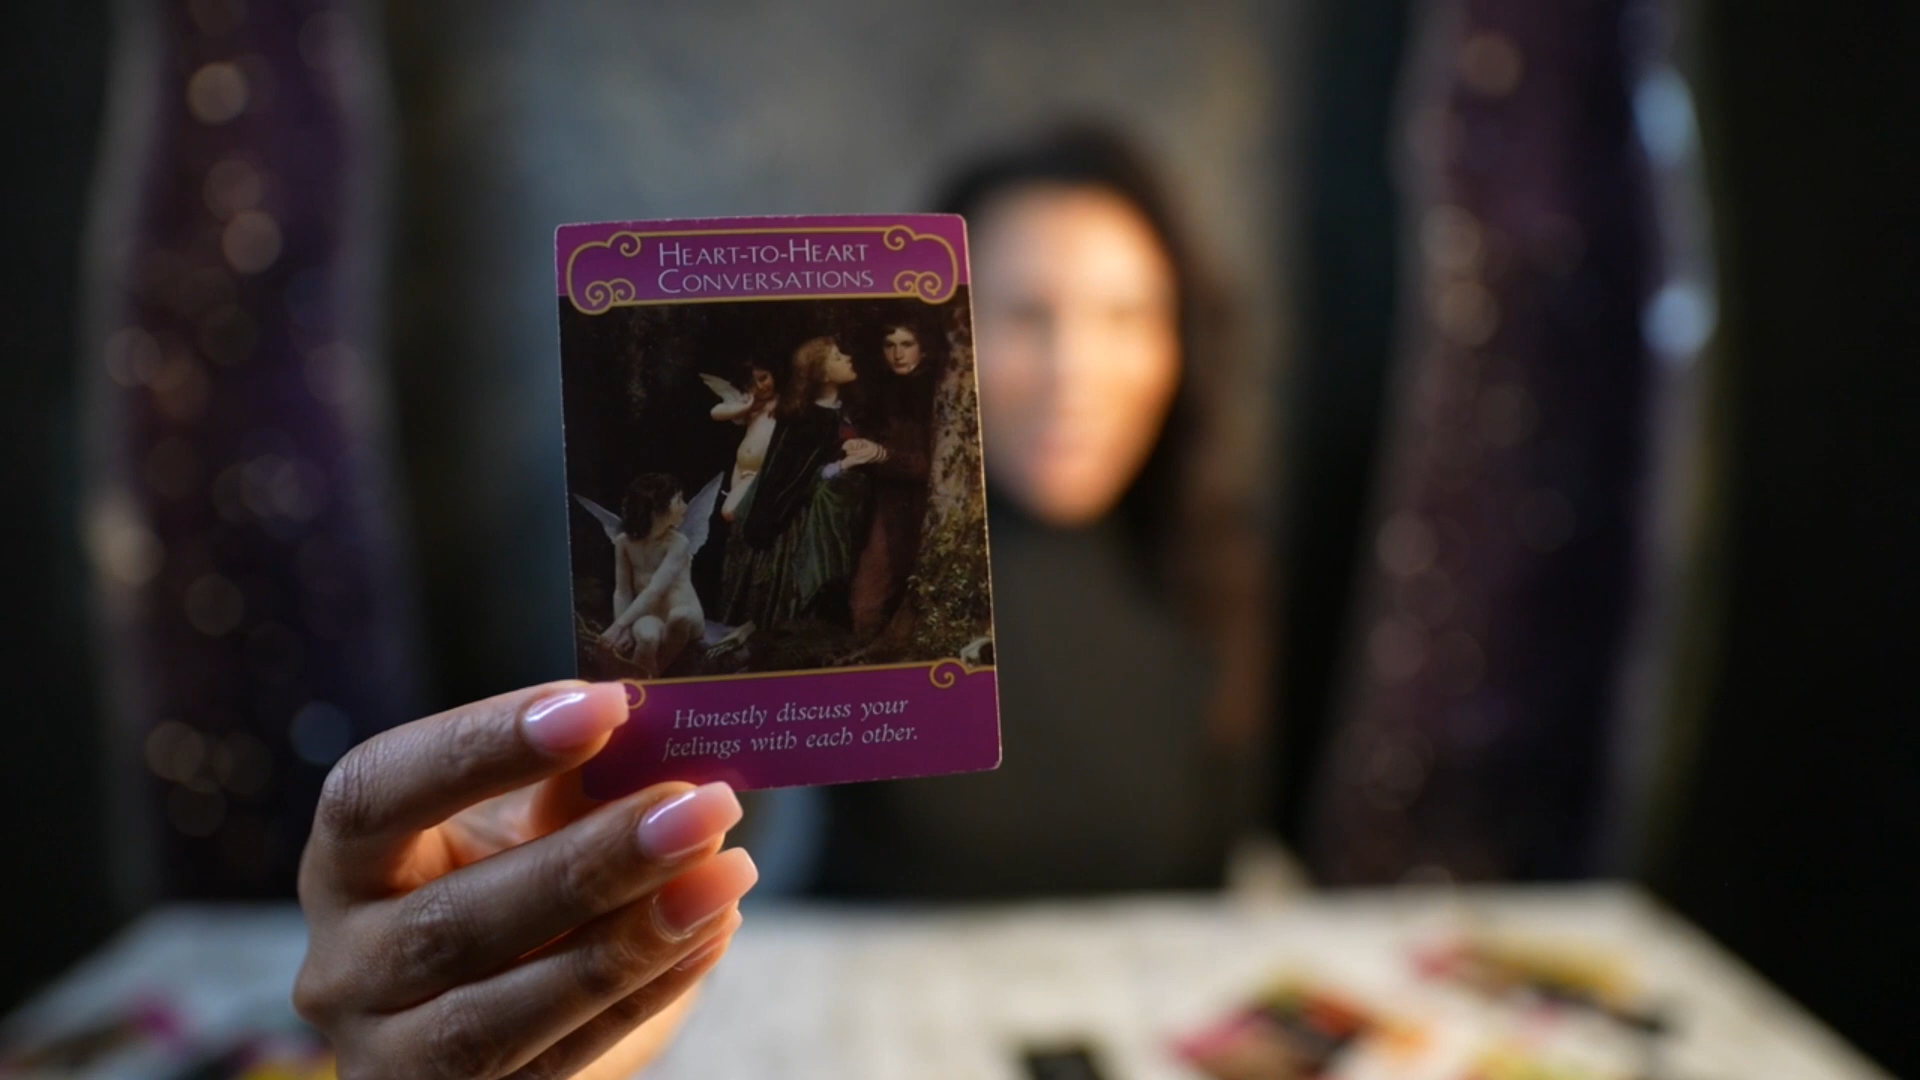 HEART-TO-HEART
CONVERSATIONS
Honestly discuss your
feelings with each other.